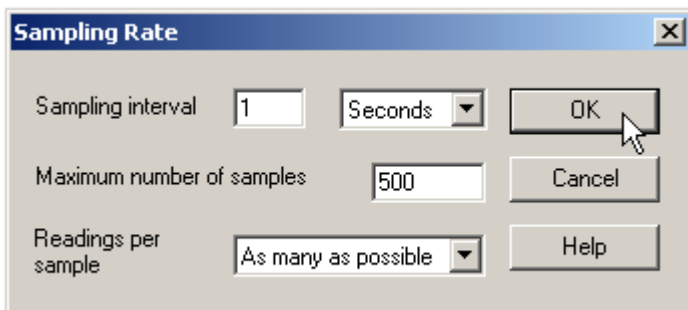 Sampling Rate
Sampling interval 1 Seconds OK
Maximum number of samples 500 Cancel
Readings per
sample As many as possible Help